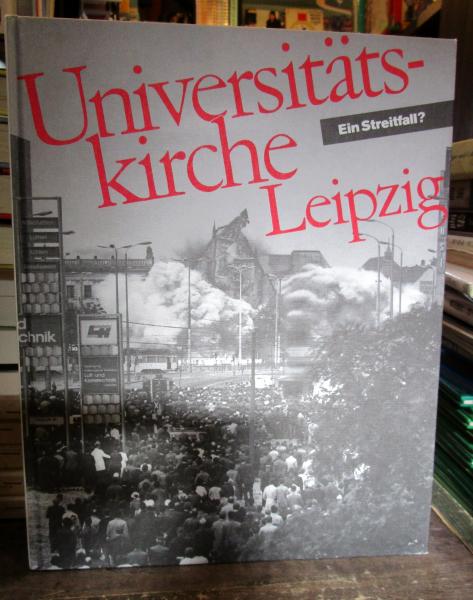 Universitäts-
kirche
Ein Streitfall?
Leipzig
chnik